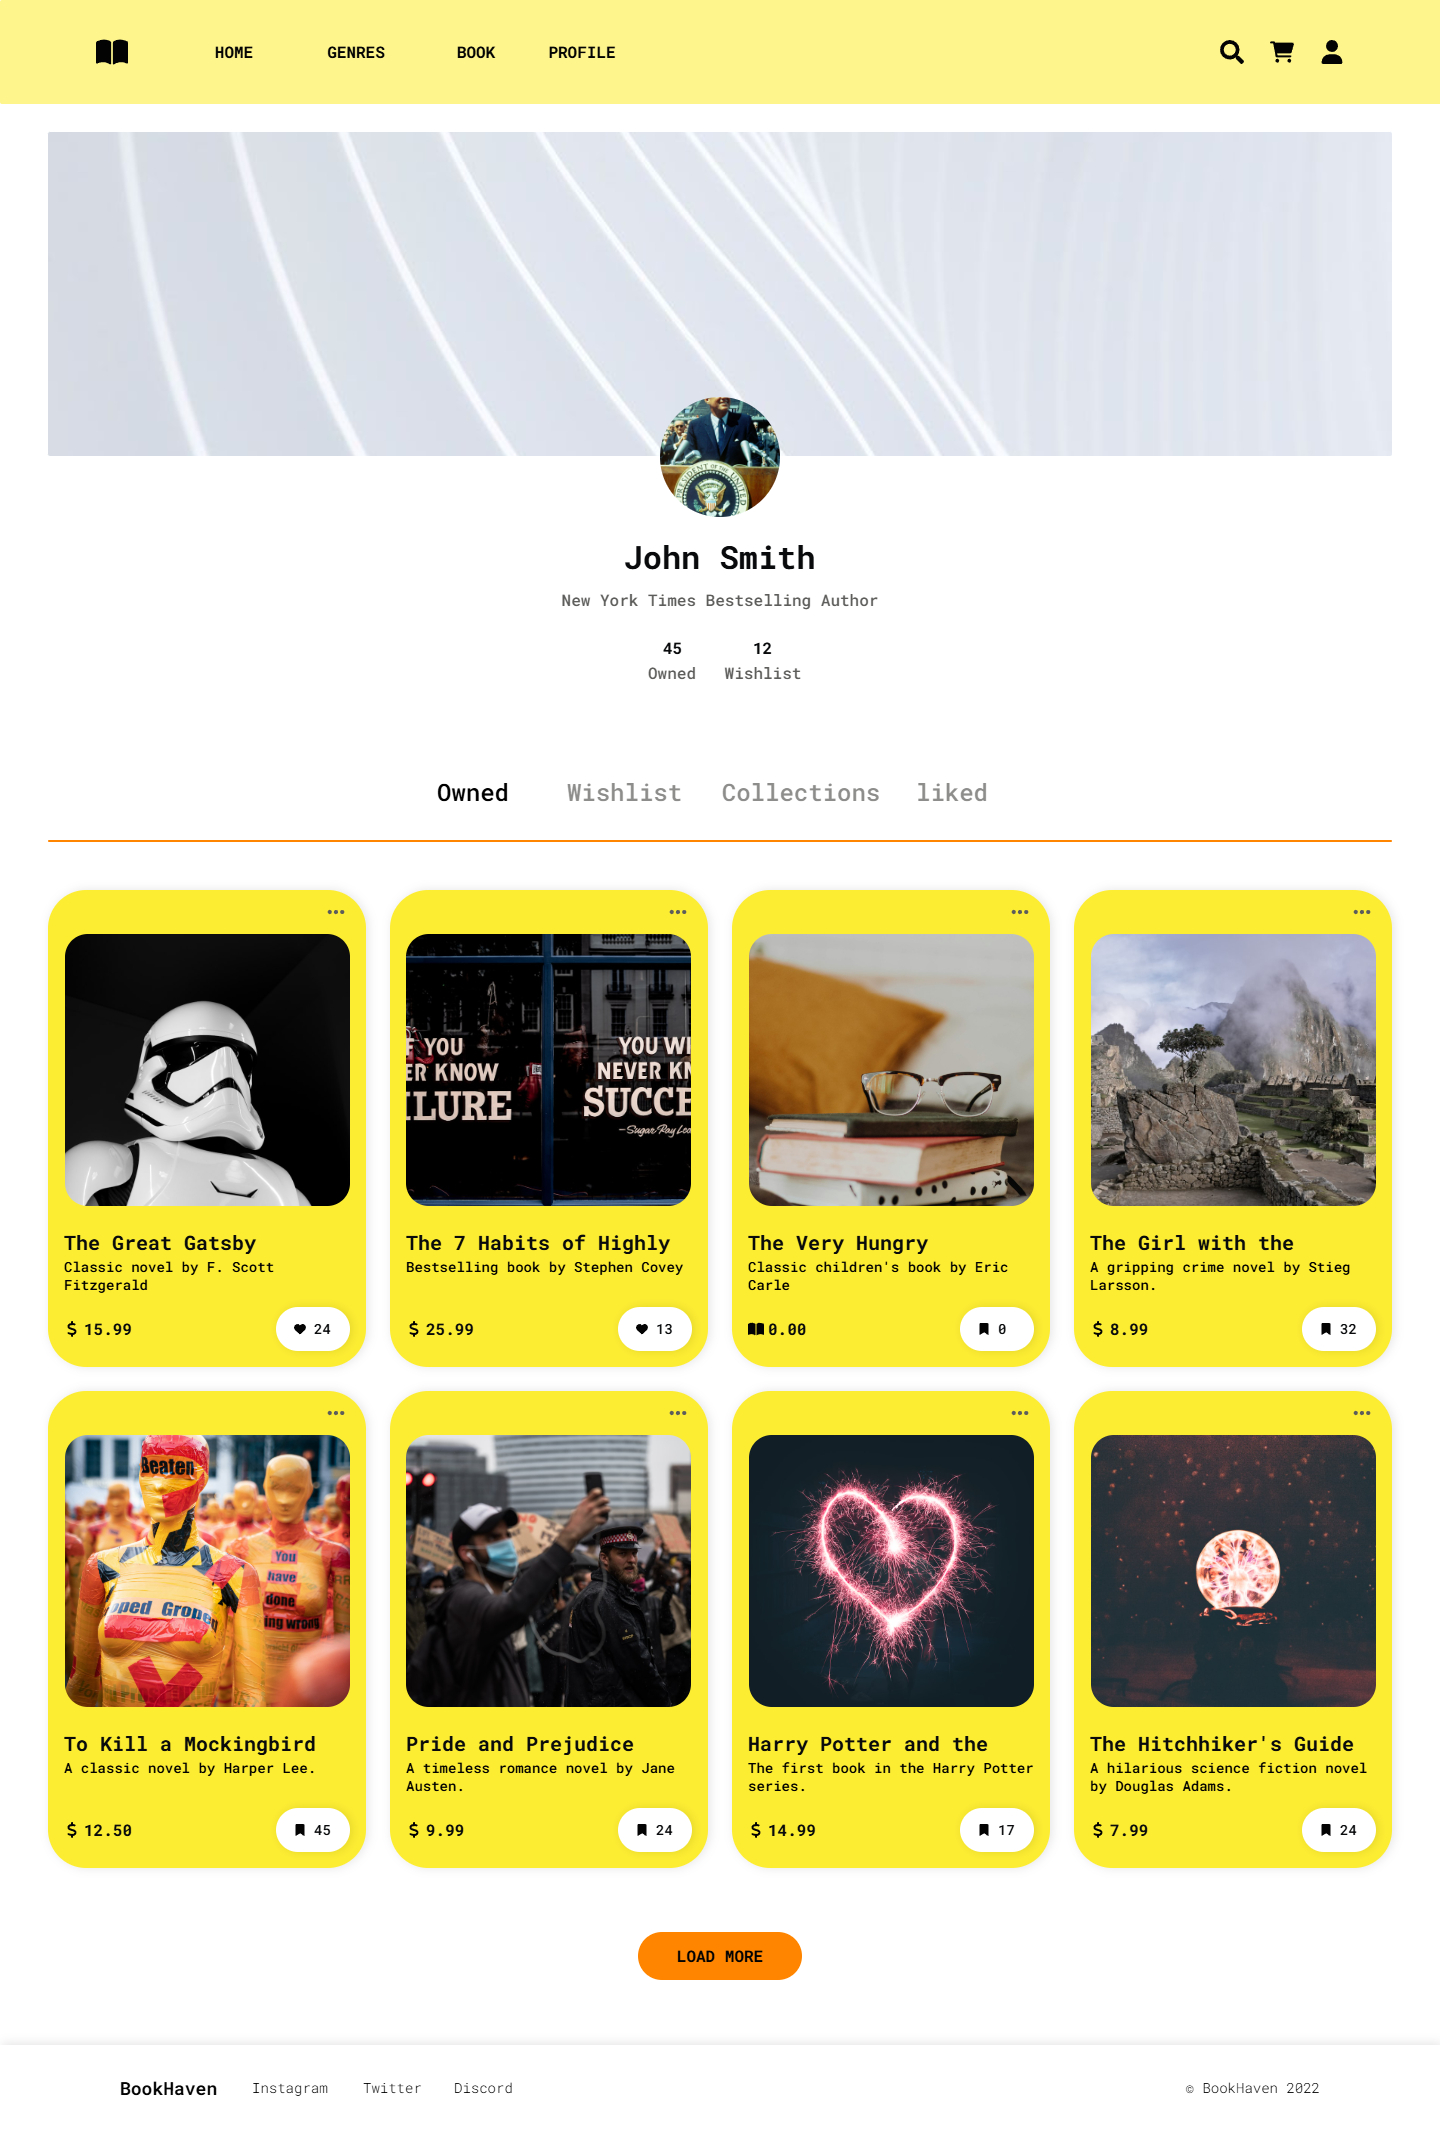 HOME GENRES BOOK PROFILE
PRESIDENT OF THE UNITED
John Smith
New York Times Bestselling Author
45 12
Owned Wishlist
Owned Wishlist Collections liked
F YOU
ER KNOW
ILURE
YOU WI
NEVER KN
SUCCE
–Sugar Ray Leo
The Great Gatsby
Classic novel by F. Scott
Fitzgerald
$ 15.99
24
The 7 Habits of Highly
Bestselling book by Stephen Covey
$ 25.99
13
The Very Hungry
Classic children's book by Eric
Carle
0.00
0
The Girl with the
A gripping crime novel by Stieg
Larsson.
$ 8.99
32
Beaten
You
have
done
ing wrong
pped Grope
To Kill a Mockingbird
A classic novel by Harper Lee.
$ 12.50
45
Pride and Prejudice
A timeless romance novel by Jane
Austen.
$ 9.99
24
Harry Potter and the
The first book in the Harry Potter
series.
$ 14.99
17
The Hitchhiker's Guide
A hilarious science fiction novel
by Douglas Adams.
$ 7.99
24
LOAD MORE
BookHaven Instagram Twitter Discord © BookHaven 2022